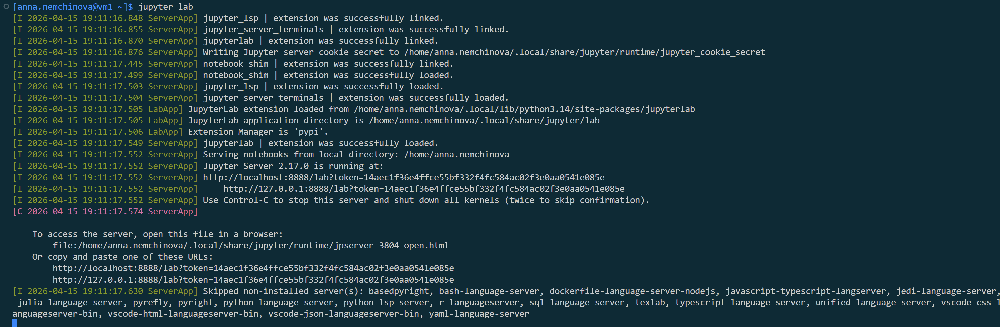 [anna.nemchinova@vm1 ~]$ jupyter lab
[I 2026-04-15 19:11:16.848 ServerApp] jupyter_lsp | extension was successfully linked.
[I 2026-04-15 19:11:16.855 ServerApp] jupyter_server_terminals | extension was successfully linked.
[I 2026-04-15 19:11:16.870 ServerApp] jupyterlab | extension was successfully linked.
[I 2026-04-15 19:11:16.876 ServerApp] Writing Jupyter server cookie secret to /home/anna.nemchinova/.local/share/jupyter/runtime/jupyter_cookie_secret
[I 2026-04-15 19:11:17.445 ServerApp] notebook_shim | extension was successfully linked.
[I 2026-04-15 19:11:17.499 ServerApp] notebook_shim | extension was successfully loaded.
[I 2026-04-15 19:11:17.503 ServerApp] jupyter_lsp | extension was successfully loaded.
[I 2026-04-15 19:11:17.504 ServerApp] jupyter_server_terminals | extension was successfully loaded.
[I 2026-04-15 19:11:17.505 LabApp] JupyterLab extension loaded from /home/anna.nemchinova/.local/lib/python3.14/site-packages/jupyterlab
[I 2026-04-15 19:11:17.505 LabApp] JupyterLab application directory is /home/anna.nemchinova/.local/share/jupyter/lab
[I 2026-04-15 19:11:17.506 LabApp] Extension Manager is 'pypi'.
[I 2026-04-15 19:11:17.549 ServerApp] jupyterlab | extension was successfully loaded.
[I 2026-04-15 19:11:17.552 ServerApp] Serving notebooks from local directory: /home/anna.nemchinova
[I 2026-04-15 19:11:17.552 ServerApp] Jupyter Server 2.17.0 is running at:
[I 2026-04-15 19:11:17.552 ServerApp] http://localhost:8888/lab?token=14aec1f36e4ffce55bf332f4fc584ac02f3e0aa0541e085e
[I 2026-04-15 19:11:17.552 ServerApp]     http://127.0.0.1:8888/lab?token=14aec1f36e4ffce55bf332f4fc584ac02f3e0aa0541e085e
[I 2026-04-15 19:11:17.552 ServerApp] Use Control-C to stop this server and shut down all kernels (twice to skip confirmation).
[C 2026-04-15 19:11:17.574 ServerApp]
    To access the server, open this file in a browser:
        file:/home/anna.nemchinova/.local/share/jupyter/runtime/jpserver-3804-open.html
    Or copy and paste one of these URLs:
        http://localhost:8888/lab?token=14aec1f36e4ffce55bf332f4fc584ac02f3e0aa0541e085e
        http://127.0.0.1:8888/lab?token=14aec1f36e4ffce55bf332f4fc584ac02f3e0aa0541e085e
[I 2026-04-15 19:11:17.630 ServerApp] Skipped non-installed server(s): basedpyright, bash-language-server, dockerfile-language-server-nodejs, javascript-typescript-langserver, jedi-language-server,
 julia-language-server, pyrefly, pyright, python-language-server, python-lsp-server, r-languageserver, sql-language-server, texlab, typescript-language-server, unified-language-server, vscode-css-l
anguageserver-bin, vscode-html-languageserver-bin, vscode-json-languageserver-bin, yaml-language-server